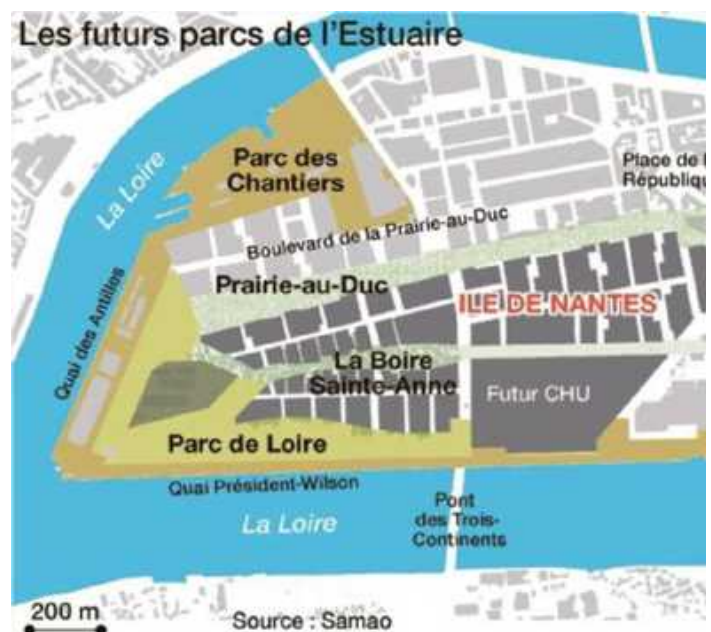 Les futurs parcs de l'Estuaire
La Loire
Parc des
Chantiers
Place de l
Républiqu
Boulevard de la Prairie-au-Duc
Prairie-au-Duc
ILE DE NANTES
Quai des Antilles
La Boire
Sainte-Anne
Futur CHU
Parc de Loire
Quai Président-Wilson
La Loire
Pont
des Trois-
Continents
200 m
Source : Samao